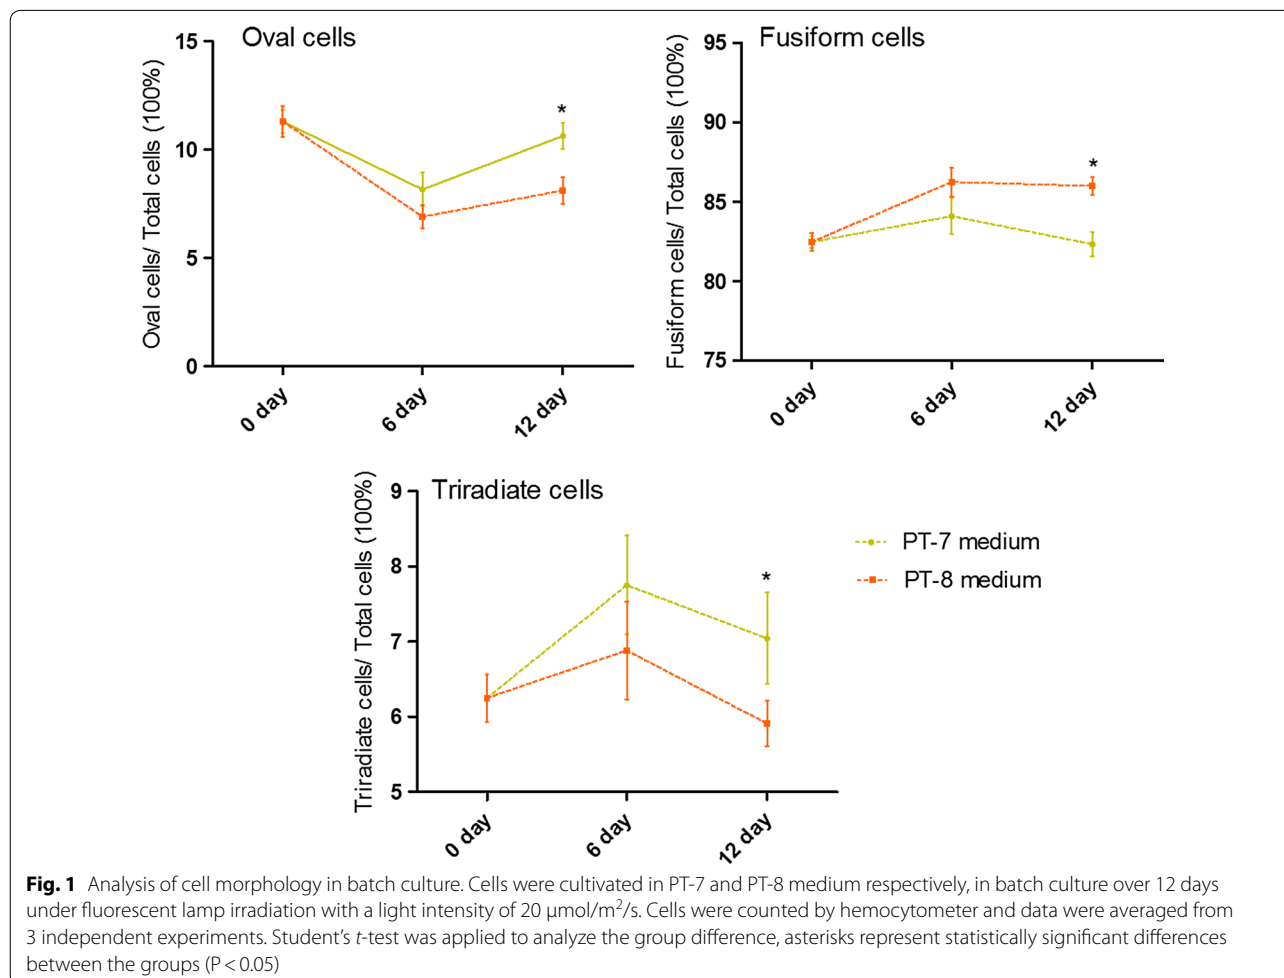 Oval cells
Oval cells/ Total cells (100%)
15
10
5
0
*
0 day
6 day
12 day
Fusiform cells
Fusiform cells/ Total cells (100%)
95
90
85
80
75
*
0 day
6 day
12 day
Triradiate cells
Triradiate cells/ Total cells (100%)
9
8
7
6
5
*
0 day
6 day
12 day
PT-7 medium
PT-8 medium
Fig. 1 Analysis of cell morphology in batch culture. Cells were cultivated in PT-7 and PT-8 medium respectively, in batch culture over 12 days
under fluorescent lamp irradiation with a light intensity of 20 μmol/m²/s. Cells were counted by hemocytometer and data were averaged from
3 independent experiments. Student's t-test was applied to analyze the group difference, asterisks represent statistically significant differences
between the groups (P < 0.05)